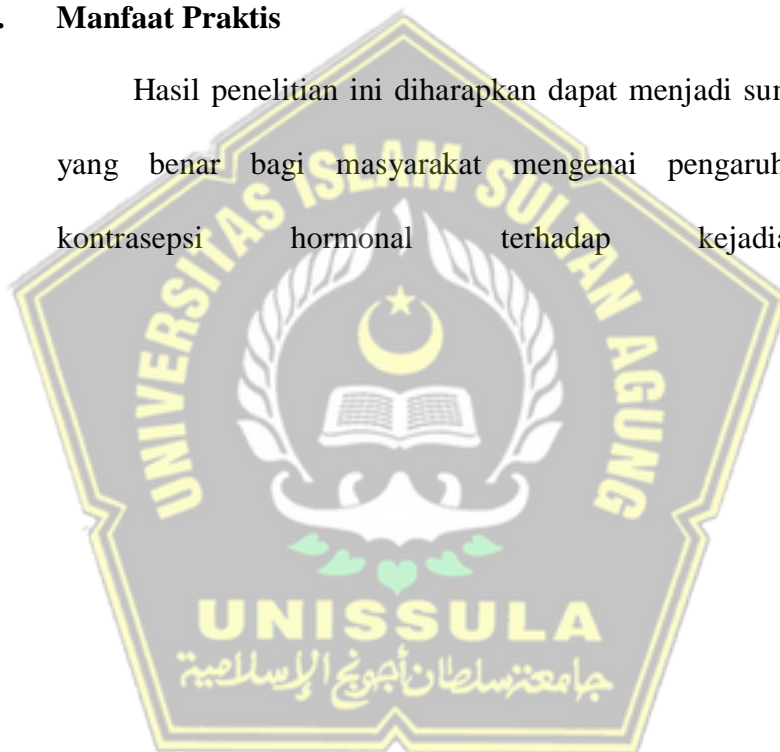 . Manfaat Praktis
Hasil penelitian ini diharapkan dapat menjadi
yang benar bagi masyarakat mengenai pengaruh
kontrasepsi hormonal terhadap kejadia
UNIVERSITAS ISLAM SULTAN AGUNG
UNISSULA
جامعة سلطان أجونج الإسلامية